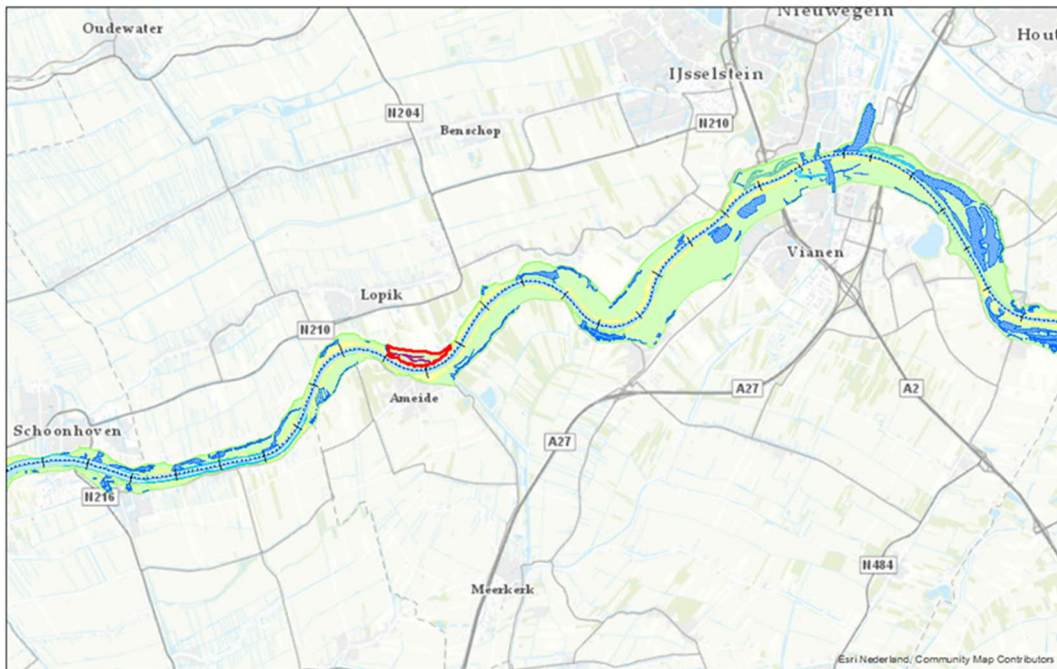 Nieuwegein
Oudewater
Hout
IJsselstein
N204
N210
Benschop
Vianen
Lopik
N210
A27
A2
Ameide
Schoonhoven
A27
N216
N484
Meerkerk
Esri Nederland, Community Map Contributors